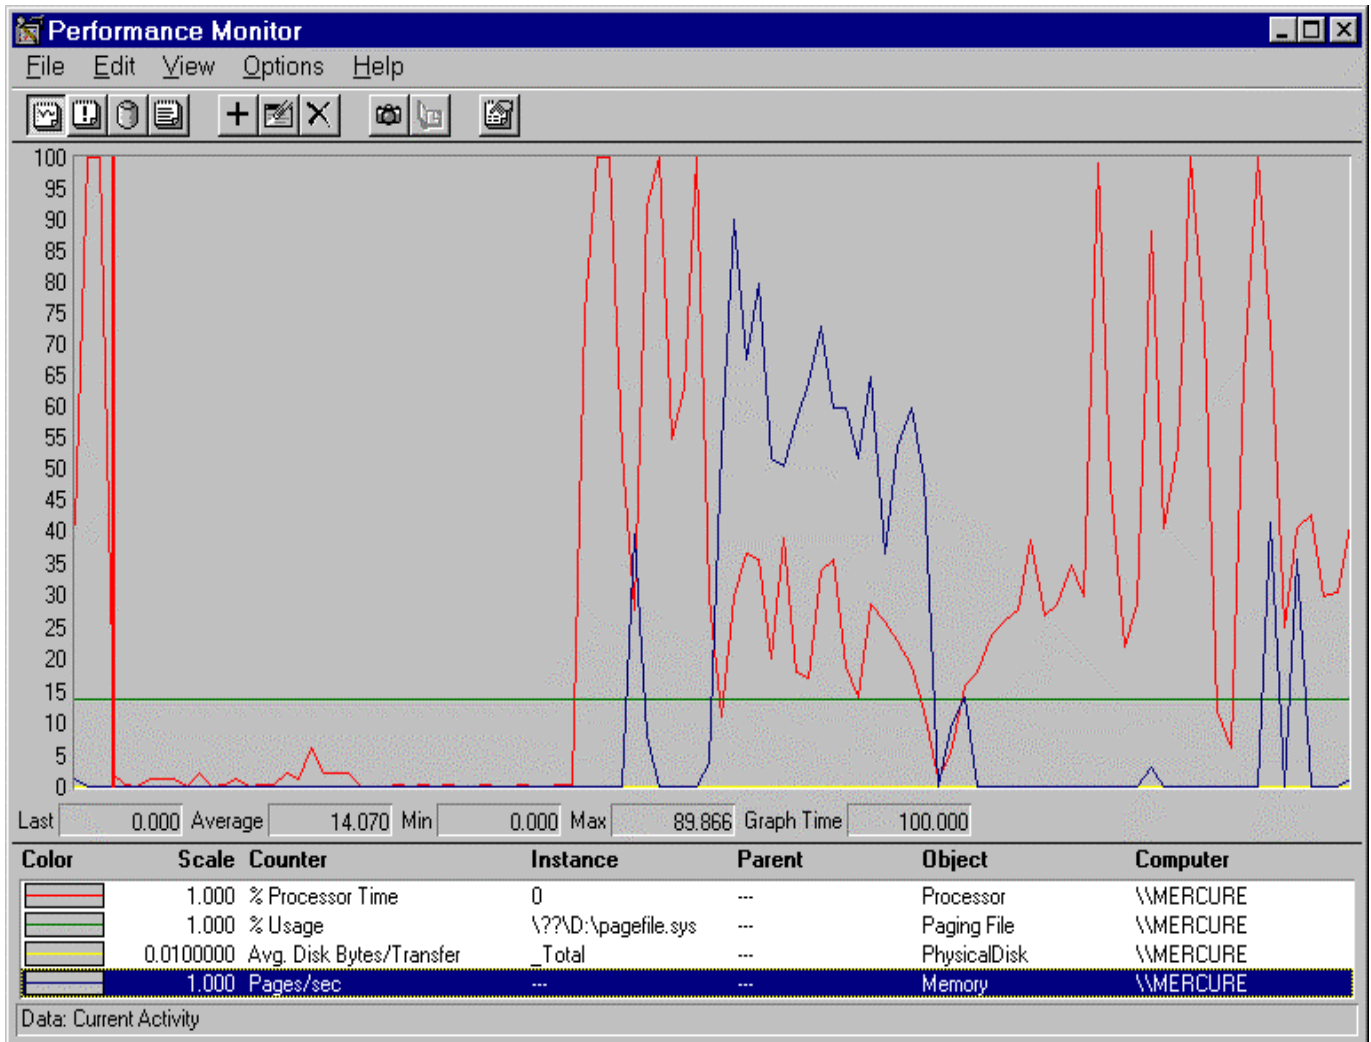 Performance Monitor
File Edit View Options Help
100
95
90
85
80
75
70
65
60
55
50
45
40
35
30
25
20
15
10
5
0
Last 0.000 Average 14.070 Min 0.000 Max 89.866 Graph Time 100.000
Color Scale Counter Instance Parent Object Computer
1.000 % Processor Time 0 --- Processor \\MERCURE
1.000 % Usage \??\D:\pagefile.sys --- Paging File \\MERCURE
0.0100000 Avg. Disk Bytes/Transfer _Total --- PhysicalDisk \\MERCURE
1.000 Pages/sec --- --- Memory \\MERCURE
Data: Current Activity